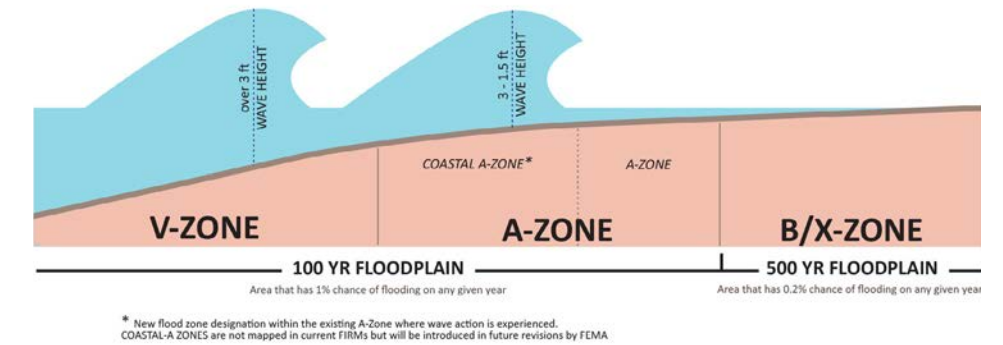 over 3 ft
WAVE HEIGHT
3 - 1.5 ft
WAVE HEIGHT
COASTAL A-ZONE*
A-ZONE
V-ZONE
A-ZONE
B/X-ZONE
100 YR FLOODPLAIN
500 YR FLOODPLAIN
Area that has 1% chance of flooding on any given year
Area that has 0.2% chance of flooding on any given year
* New flood zone designation within the existing A-Zone where wave action is experienced.
COASTAL-A ZONES are not mapped in current FIRMs but will be introduced in future revisions by FEMA